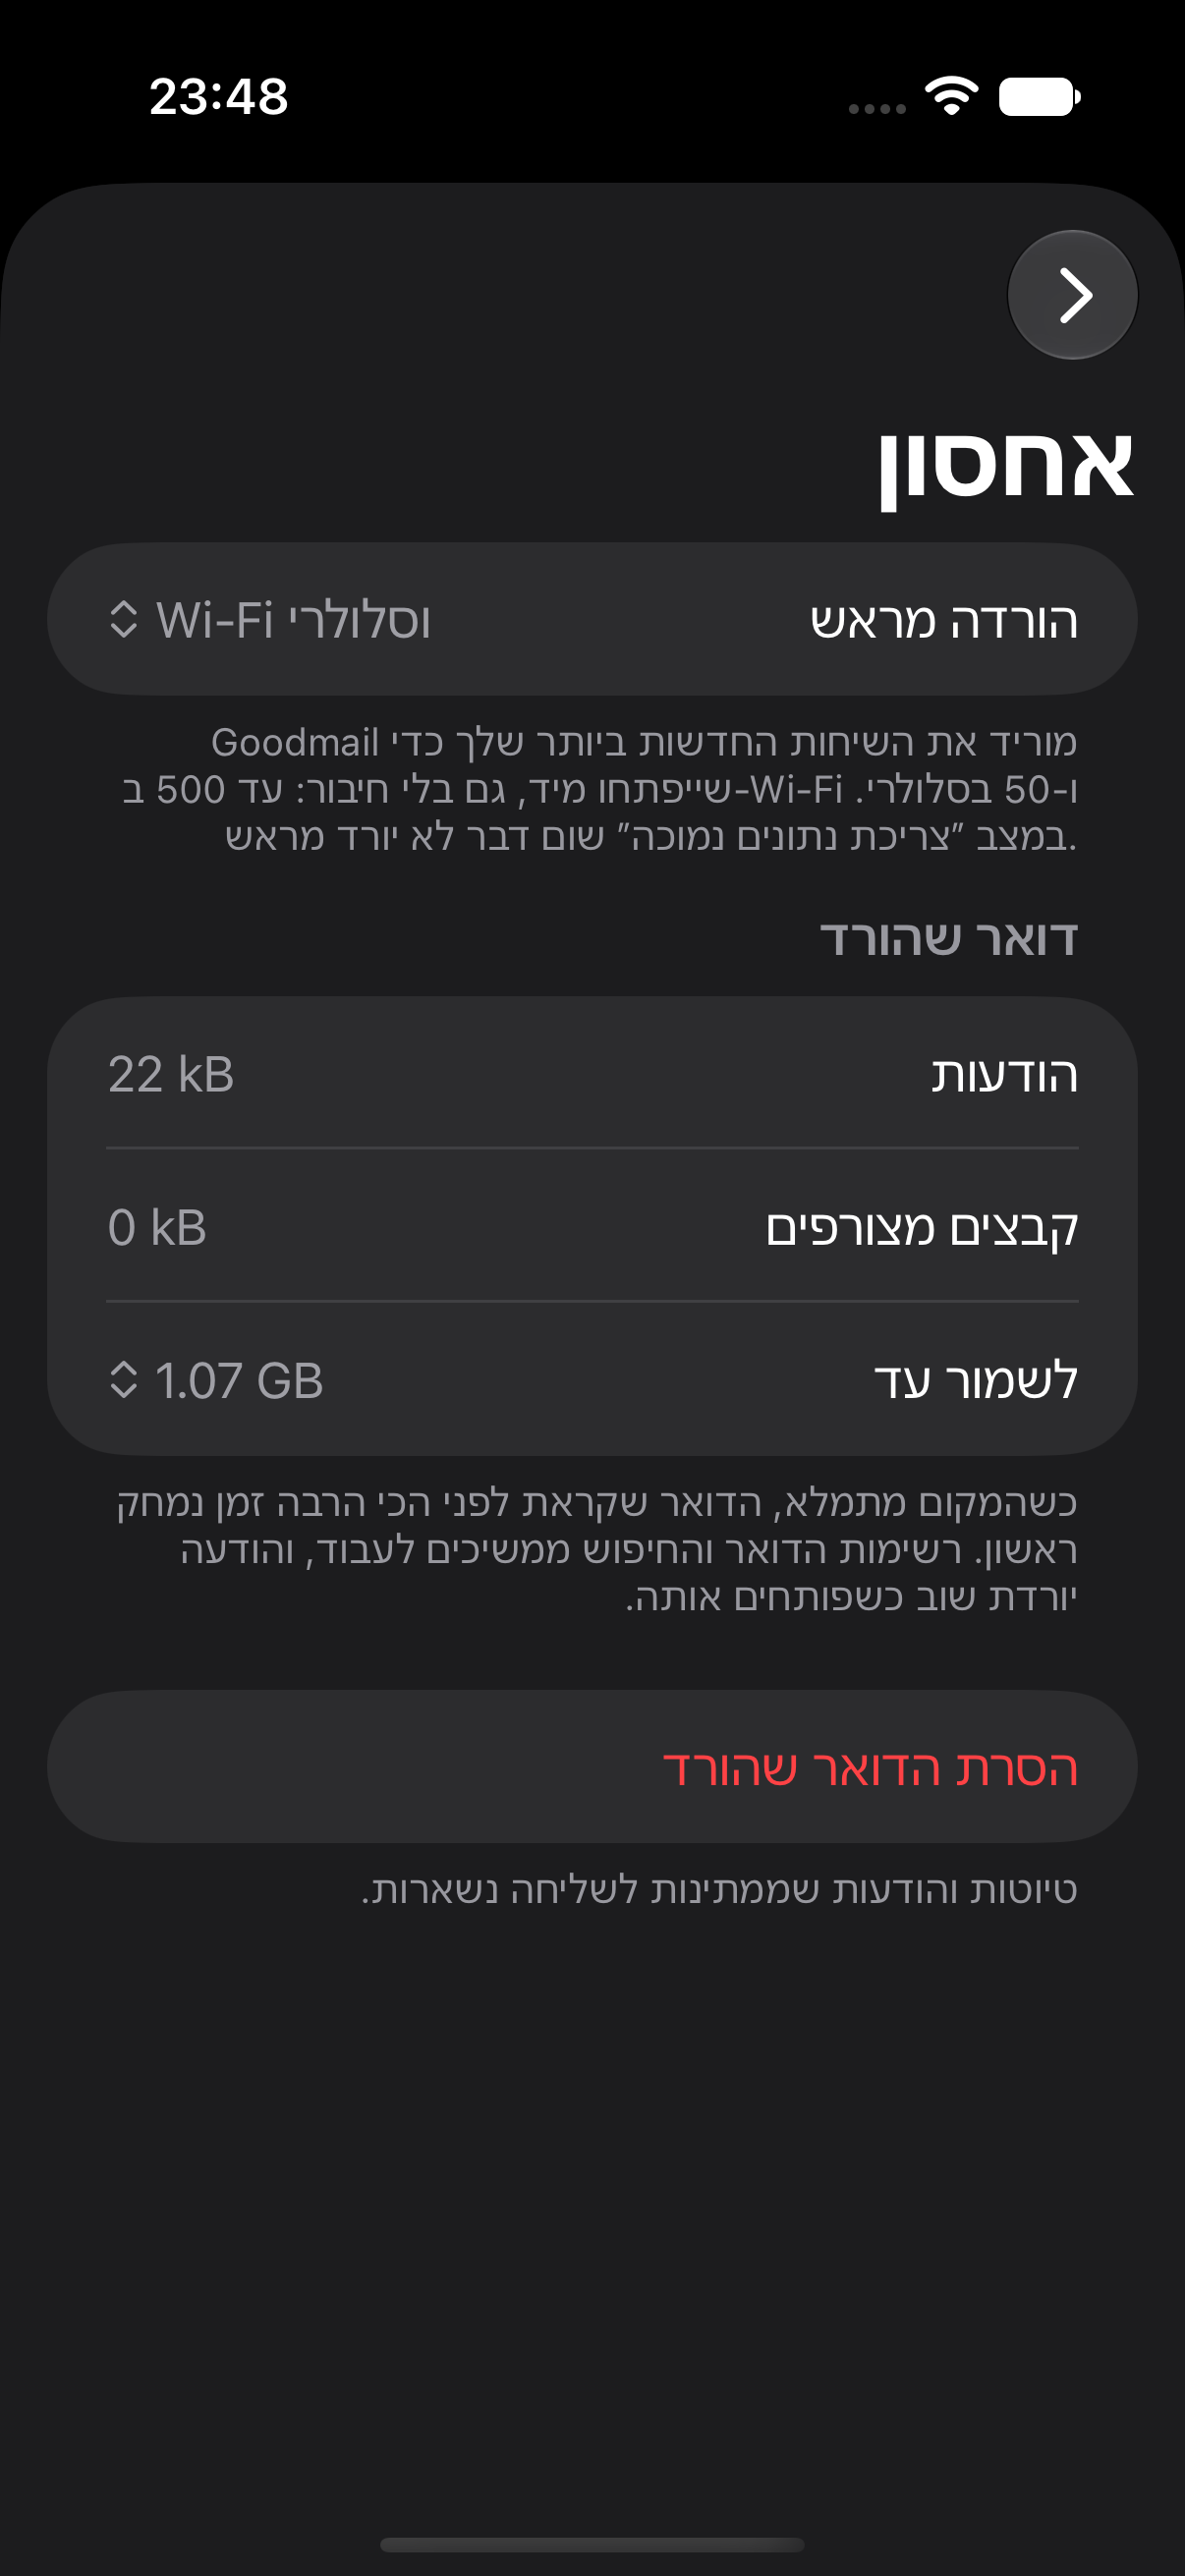 23:48
אחסון
הורדה מראש
Wi-Fi וסלולרי
Goodmail מוריד את השיחות החדשות ביותר שלך כדי
שייפתחו מיד, גם בלי חיבור: עד 500 ב-Wi-Fi ו-50 בסלולרי.
במצב ״צריכת נתונים נמוכה״ שום דבר לא יורד מראש.
דואר שהורד
הודעות
22 kB
קבצים מצורפים
0 kB
לשמור עד
1.07 GB
כשהמקום מתמלא, הדואר שקראת לפני הכי הרבה זמן נמחק
ראשון. רשימות הדואר והחיפוש ממשיכים לעבוד, והודעה
יורדת שוב כשפותחים אותה.
הסרת הדואר שהורד
טיוטות והודעות שממתינות לשליחה נשארות.